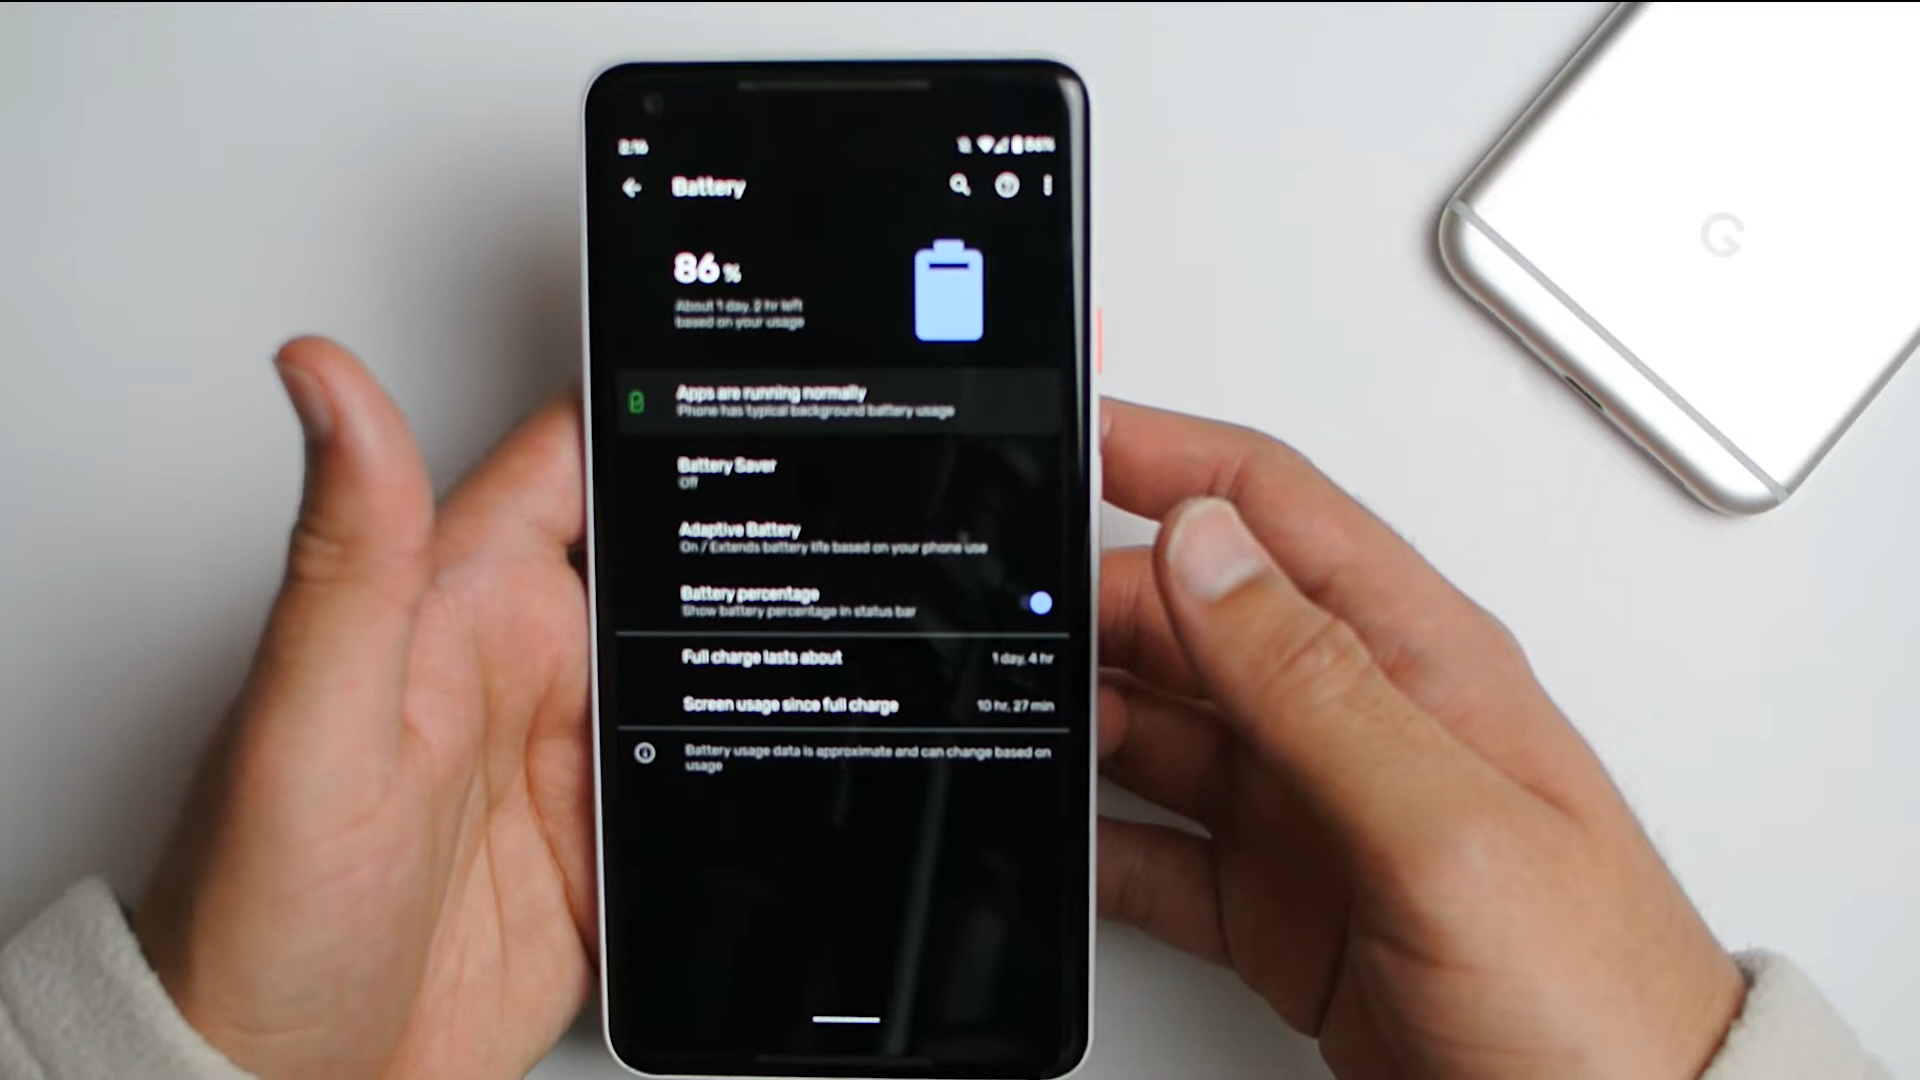 2:16
86%
Battery
86 %
About 1 day, 2 hr left
based on your usage
Apps are running normally
Phone has typical background battery usage
Battery Saver
Off
Adaptive Battery
On / Extends battery life based on your phone use
Battery percentage
Show battery percentage in status bar
Full charge lasts about
1 day, 4 hr
Screen usage since full charge
10 hr, 27 min
Battery usage data is approximate and can change based on
usage
G